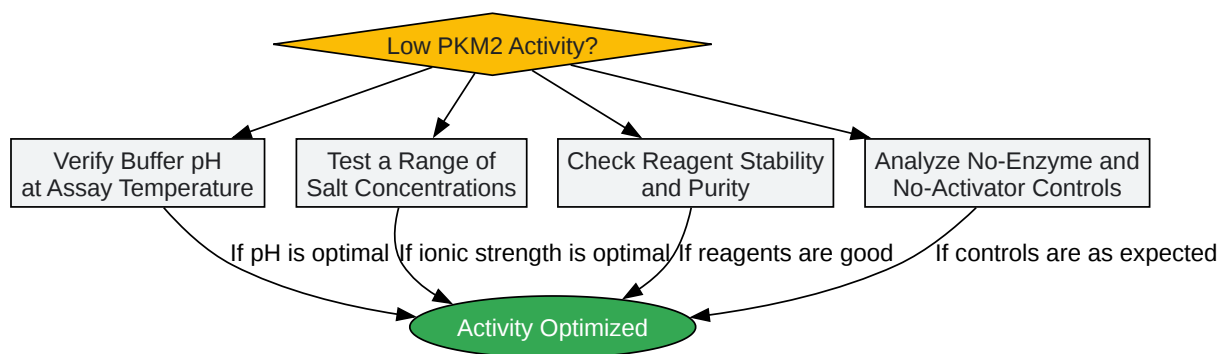 Low PKM2 Activity?
Verify Buffer pH
at Assay Temperature
Test a Range of
Salt Concentrations
Check Reagent Stability
and Purity
Analyze No-Enzyme and
No-Activator Controls
If pH is optimal
If ionic strength is optimal
If reagents are good
If controls are as expected
Activity Optimized